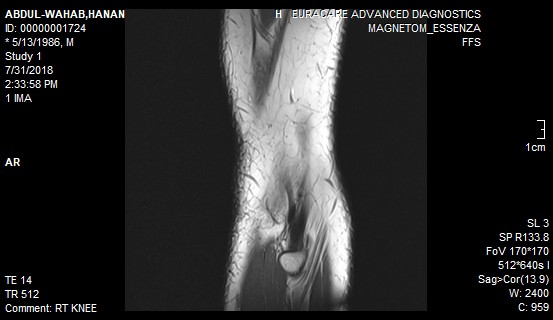 ABDUL-WAHAB,HANAN
ID: 00000001724
* 5/13/1986, M
Study 1
7/31/2018
2:33:58 PM
1 IMA
H
EURACARE ADVANCED DIAGNOSTICS
MAGNETOM_ESSENZA
FFS
1cm
AR
TE 14
TR 512
Comment: RT KNEE
SL 3
SP R133.8
FoV 170*170
512*640s I
Sag>Cor(13.9)
W: 2400
C: 959